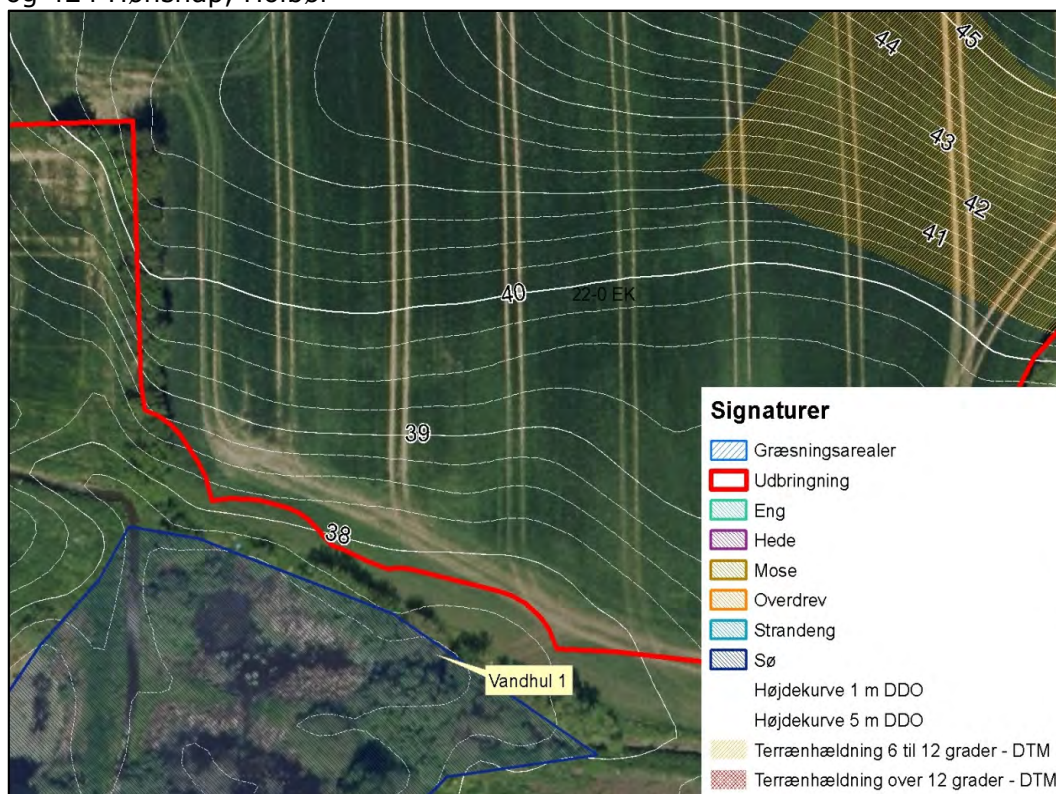 44
45
43
42
41
40
22-0 EK
39
38
Vandhul 1
Signaturer
Græsningsarealer
Udbringning
Eng
Hede
Mose
Overdrev
Strandeng
Sø
Højdekurve 1 m DDO
Højdekurve 5 m DDO
Terrænhældning 6 til 12 grader - DTM
Terrænhældning over 12 grader - DTM